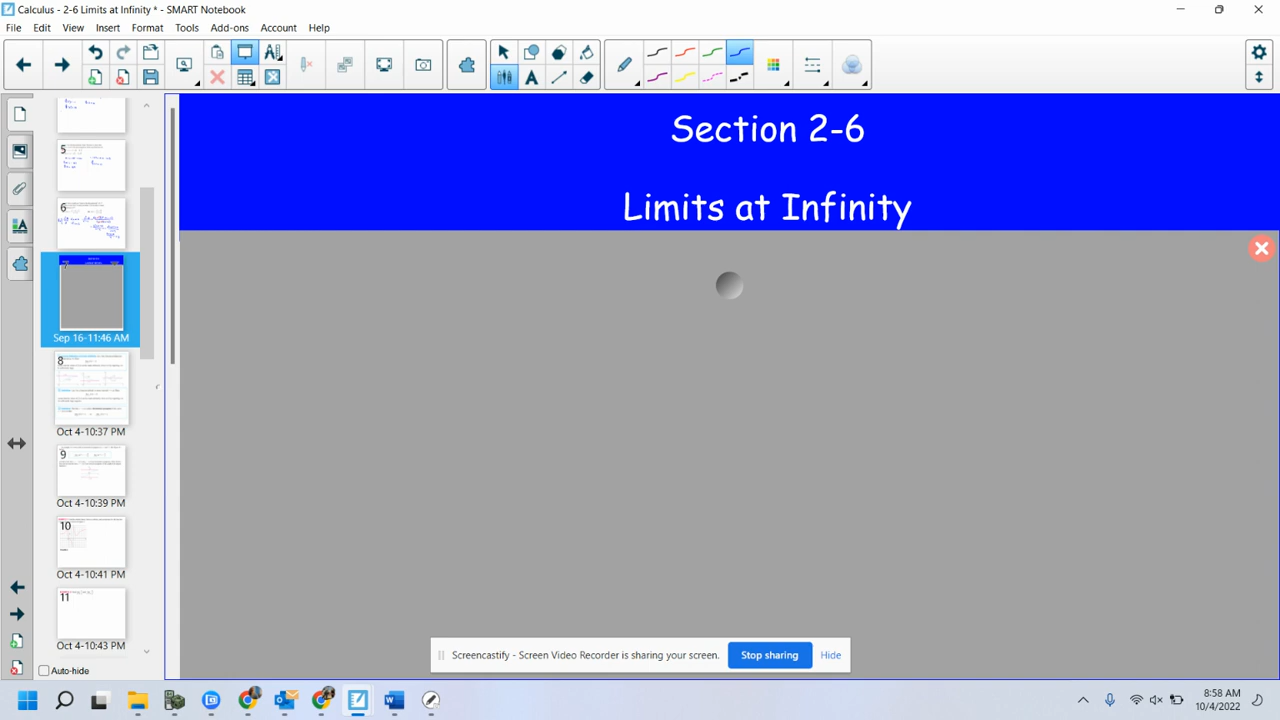 Calculus - 2-6 Limits at Infinity * - SMART Notebook
File Edit View Insert Format Tools Add-ons Account Help
Section 2-6
Limits at Infinity
5
6
7
Sep 16-11:46 AM
8
Oct 4-10:37 PM
9
Oct 4-10:39 PM
10
Oct 4-10:41 PM
11
Oct 4-10:43 PM
Auto-hide
Screencastify - Screen Video Recorder is sharing your screen. Stop sharing Hide
8:58 AM
10/4/2022